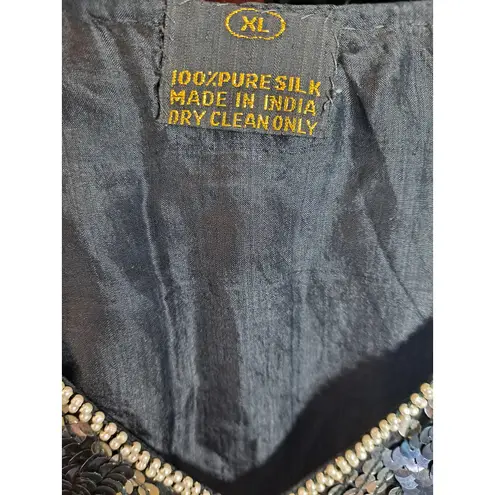 XL
100% PURE SILK
MADE IN INDIA
DRY CLEAN ONLY